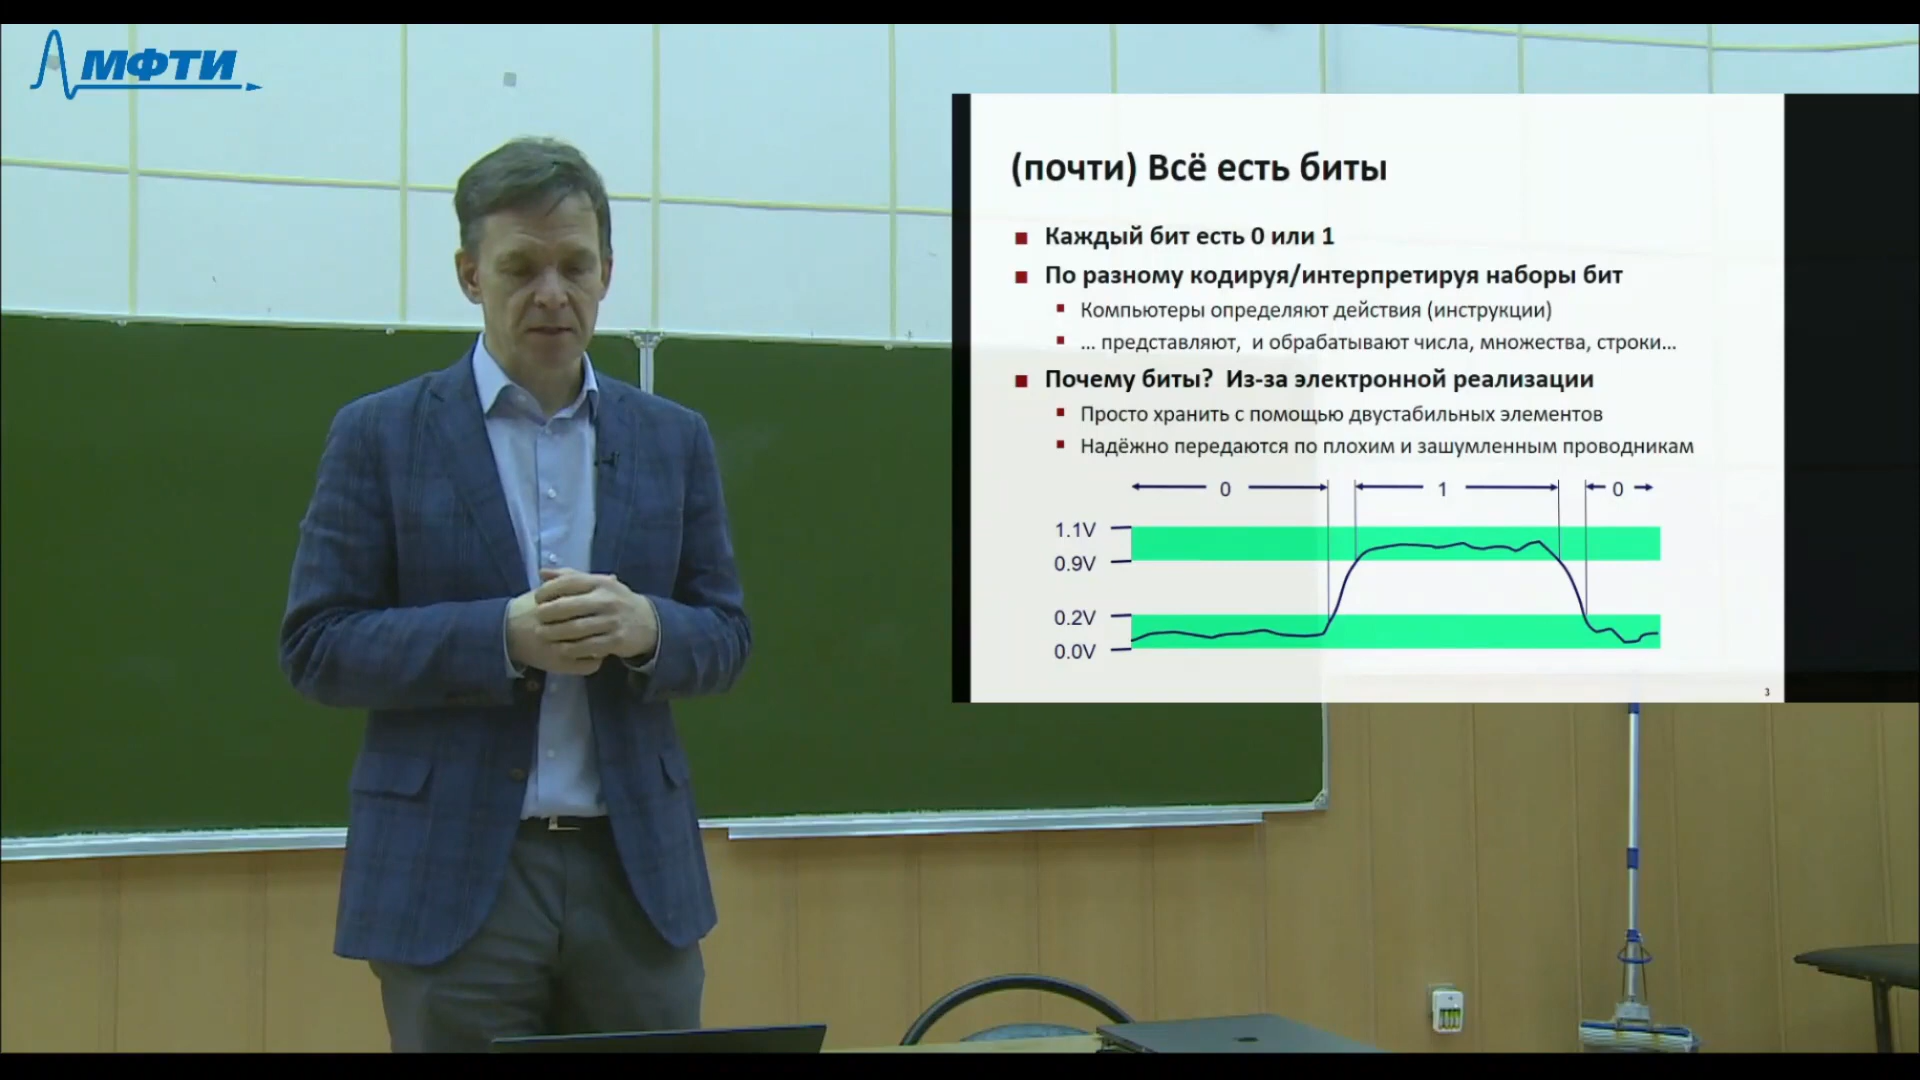 МФТИ
(почти) Всё есть биты
Каждый бит есть 0 или 1
По разному кодируя/интерпретируя наборы бит
Компьютеры определяют действия (инструкции)
... представляют, и обрабатывают числа, множества, строки...
Почему биты? Из-за электронной реализации
Просто хранить с помощью двустабильных элементов
Надёжно передаются по плохим и зашумленным проводникам
0 1 0
1.1V
0.9V
0.2V
0.0V
3